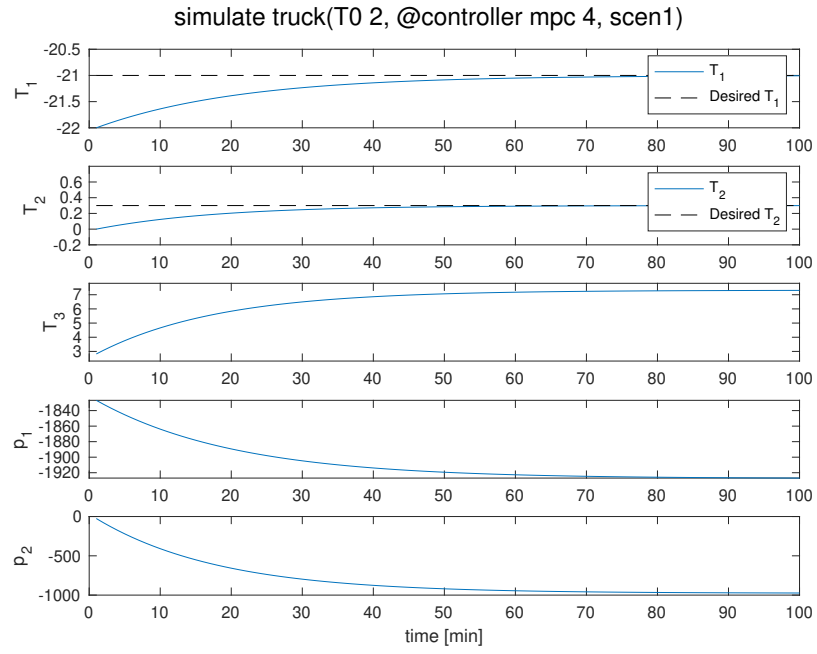 simulate truck(T0 2, @controller mpc 4, scen1)
-20.5
-21
-21.5
-22
T1
T1
Desired T1
0 10 20 30 40 50 60 70 80 90 100
0.6
0.4
0.2
0
-0.2
T2
T2
Desired T2
0 10 20 30 40 50 60 70 80 90 100
7
6
5
4
3
T3
0 10 20 30 40 50 60 70 80 90 100
-1840
-1860
-1880
-1900
-1920
p1
0 10 20 30 40 50 60 70 80 90 100
0
-500
-1000
p2
0 10 20 30 40 50 60 70 80 90 100
time [min]